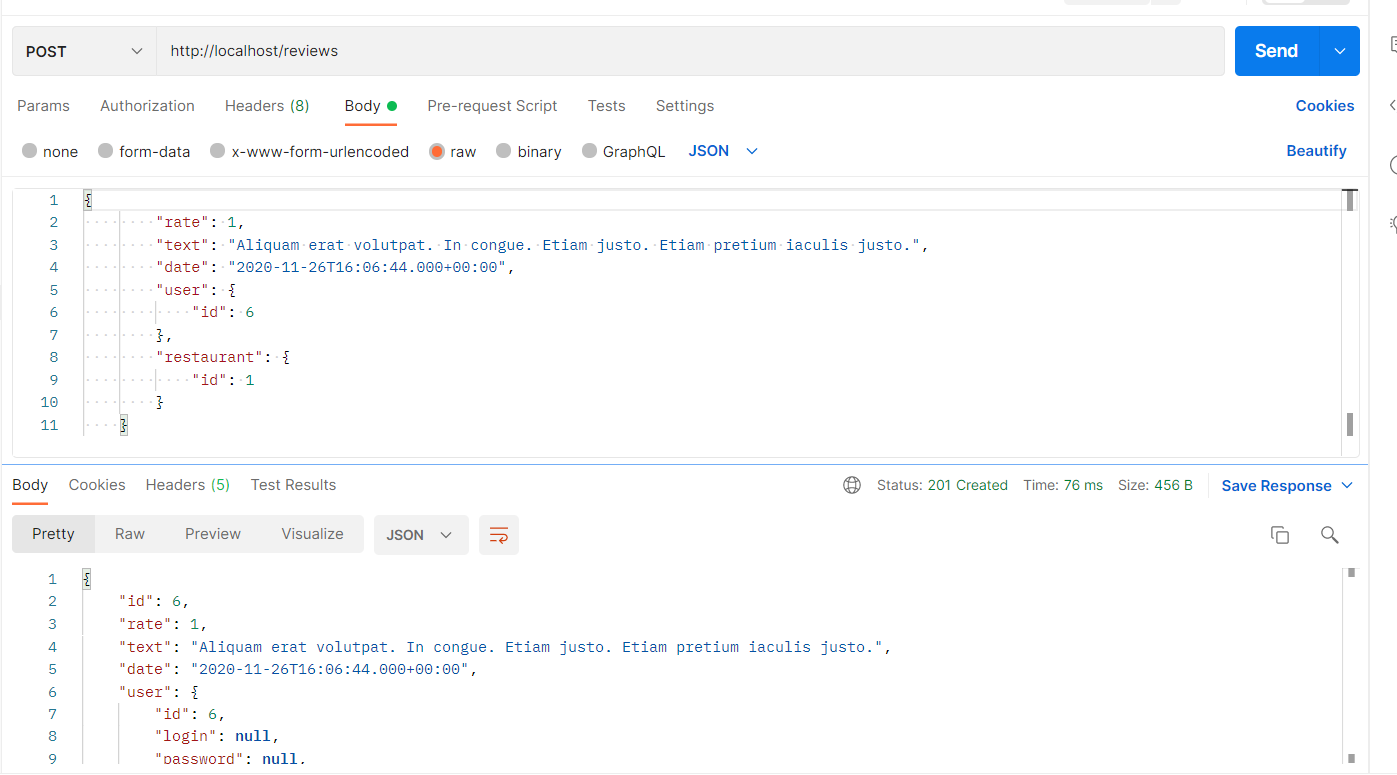 POST http://localhost/reviews Send
Params Authorization Headers (8) Body Pre-request Script Tests Settings Cookies
none form-data x-www-form-urlencoded raw binary GraphQL JSON Beautify
1 {
2 "rate": 1,
3 "text": "Aliquam erat volutpat. In congue. Etiam justo. Etiam pretium iaculis justo.",
4 "date": "2020-11-26T16:06:44.000+00:00",
5 "user": {
6 "id": 6
7 },
8 "restaurant": {
9 "id": 1
10 }
11 }
Body Cookies Headers (5) Test Results Status: 201 Created Time: 76 ms Size: 456 B Save Response
Pretty Raw Preview Visualize JSON
1 {
2 "id": 6,
3 "rate": 1,
4 "text": "Aliquam erat volutpat. In congue. Etiam justo. Etiam pretium iaculis justo.",
5 "date": "2020-11-26T16:06:44.000+00:00",
6 "user": {
7 "id": 6,
8 "login": null,
9 "password": null,